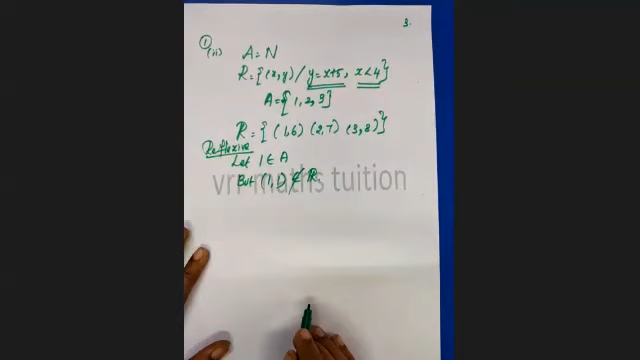 3.
① (ii) A = N
R = {(x,y) / y = x+5, x < 4}
A = {1, 2, 3}
R = { (1,6) (2,7) (3,8) }
Reflexive
Let 1 ∈ A
But (1,1) ∉ R.
vri maths tuition